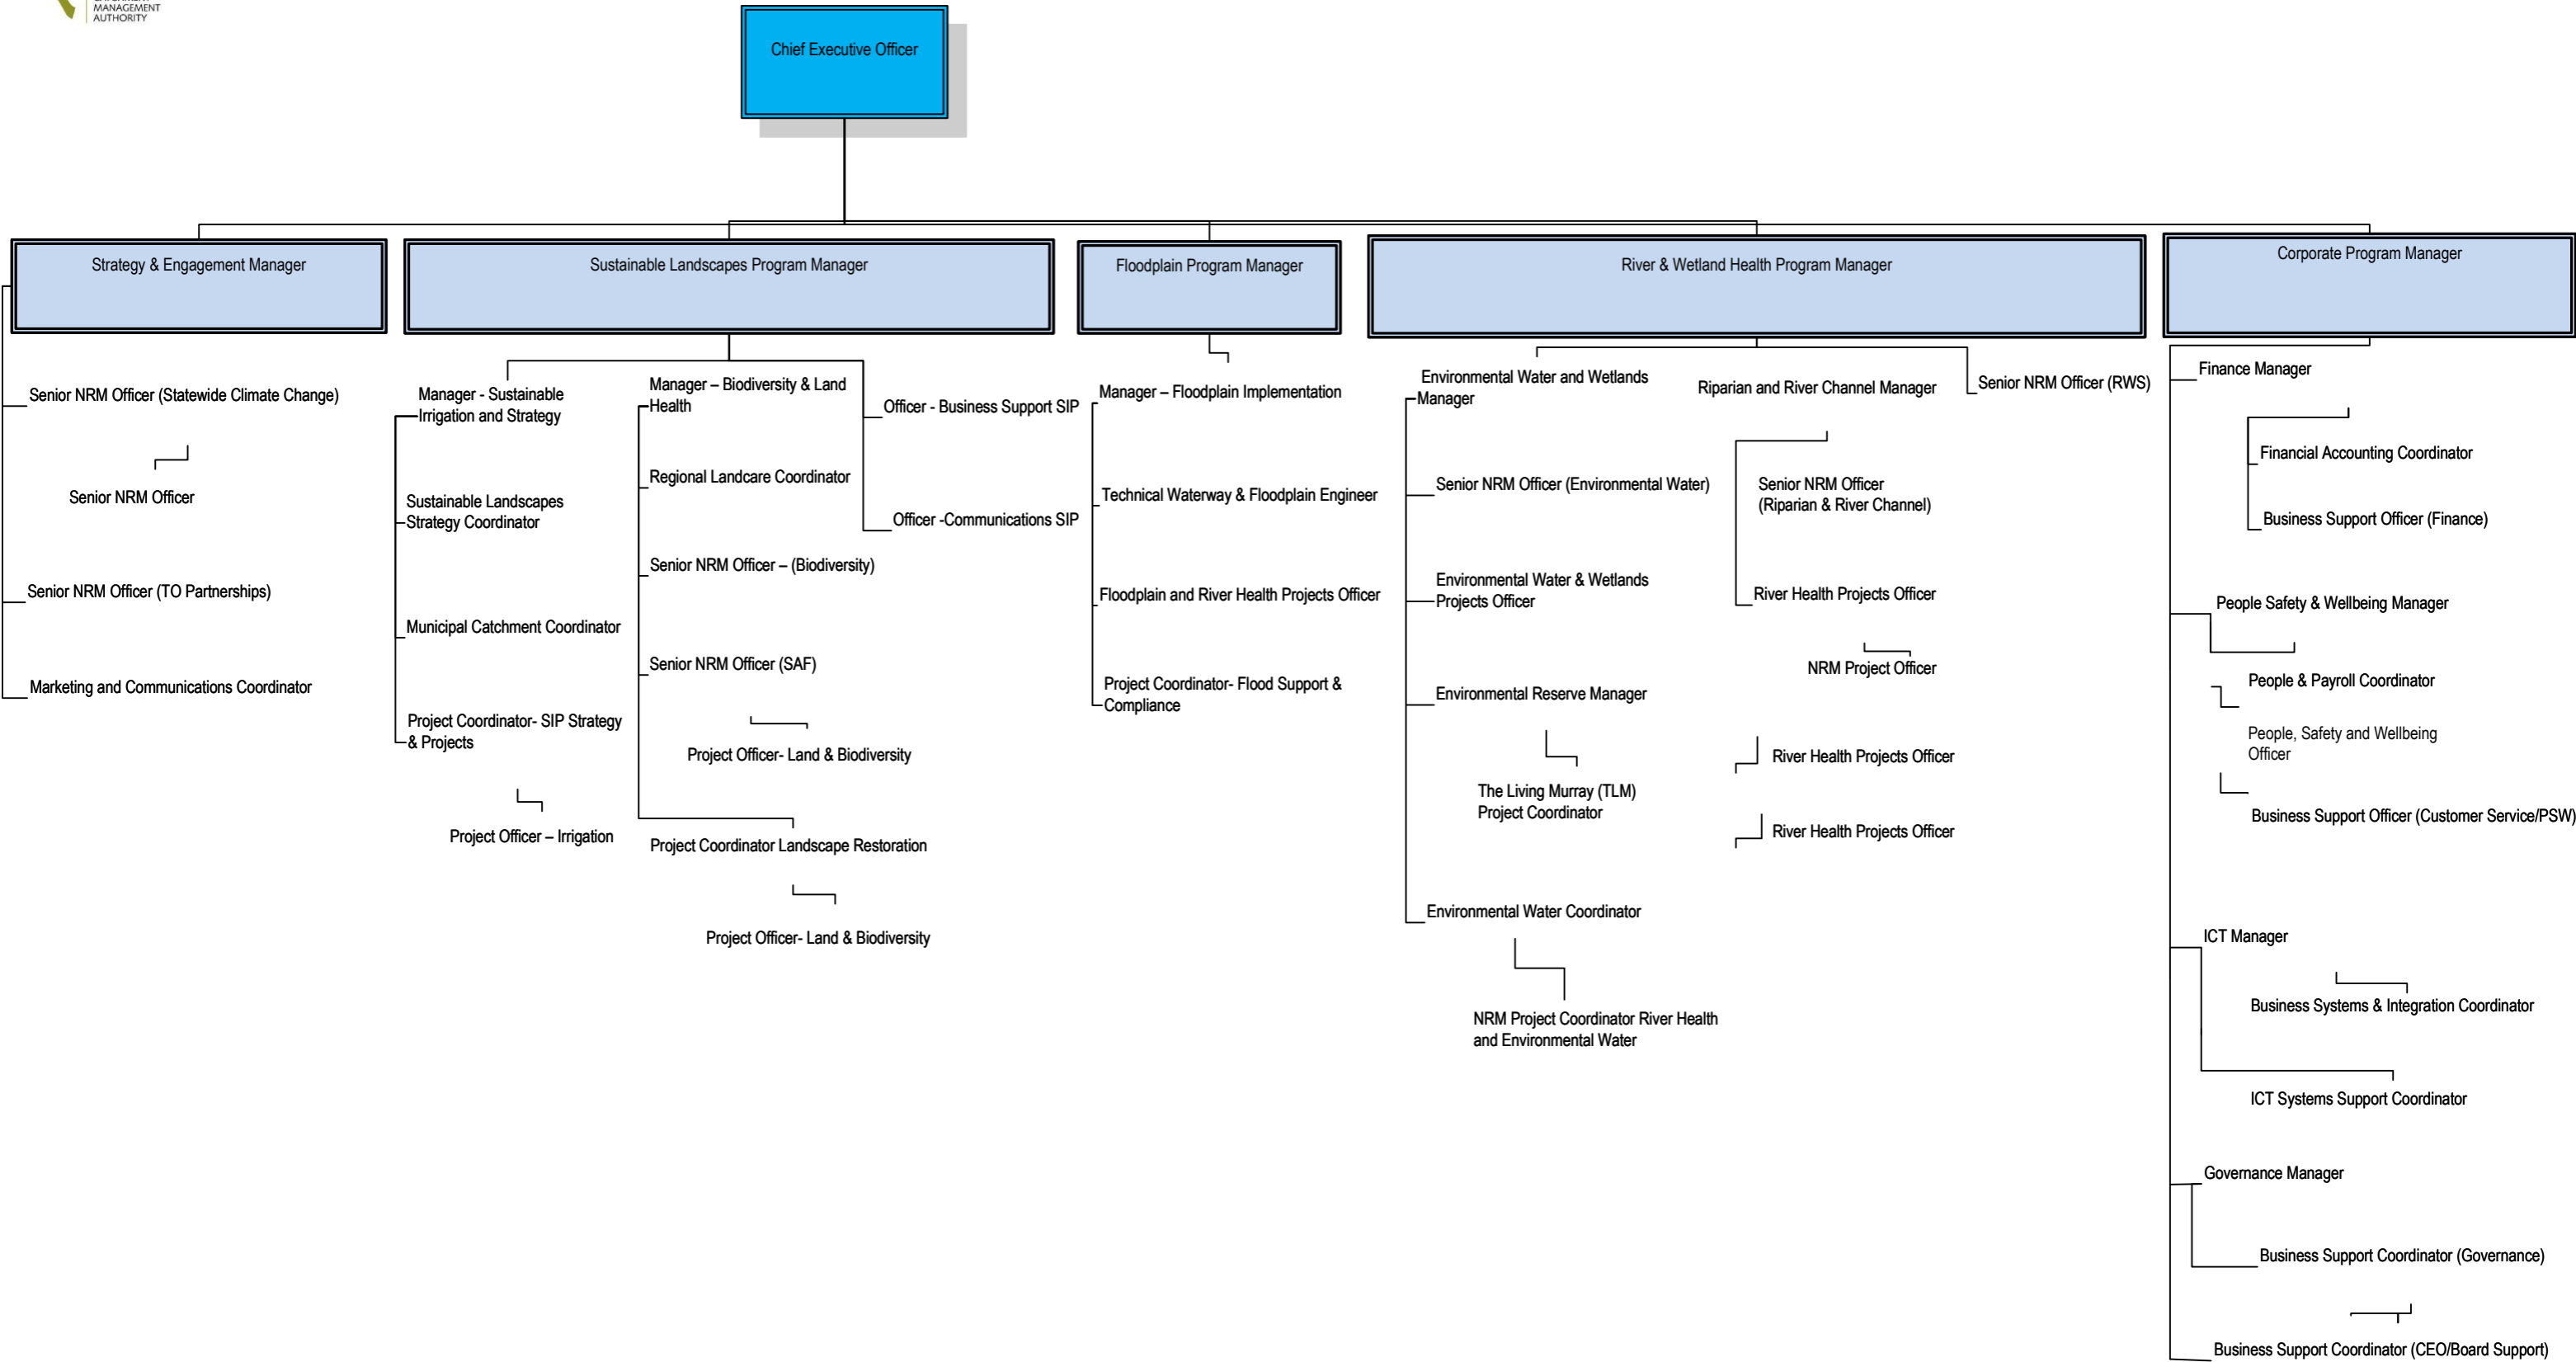 MANAGEMENT
AUTHORITY
Chief Executive Officer
Strategy & Engagement Manager
Senior NRM Officer (Statewide Climate Change)
Senior NRM Officer
Senior NRM Officer (TO Partnerships)
Marketing and Communications Coordinator
Sustainable Landscapes Program Manager
Manager - Sustainable
Irrigation and Strategy
Sustainable Landscapes
Strategy Coordinator
Municipal Catchment Coordinator
Project Coordinator- SIP Strategy
& Projects
Project Officer – Irrigation
Manager – Biodiversity & Land
Health
Regional Landcare Coordinator
Senior NRM Officer – (Biodiversity)
Senior NRM Officer (SAF)
Project Officer- Land & Biodiversity
Project Coordinator Landscape Restoration
Project Officer- Land & Biodiversity
Officer - Business Support SIP
Officer -Communications SIP
Floodplain Program Manager
Manager – Floodplain Implementation
Technical Waterway & Floodplain Engineer
Floodplain and River Health Projects Officer
Project Coordinator- Flood Support &
Compliance
River & Wetland Health Program Manager
Environmental Water and Wetlands
Manager
Senior NRM Officer (Environmental Water)
Environmental Water & Wetlands
Projects Officer
Environmental Reserve Manager
The Living Murray (TLM)
Project Coordinator
Environmental Water Coordinator
NRM Project Coordinator River Health
and Environmental Water
Riparian and River Channel Manager
Senior NRM Officer
(Riparian & River Channel)
River Health Projects Officer
NRM Project Officer
River Health Projects Officer
River Health Projects Officer
Senior NRM Officer (RWS)
Corporate Program Manager
Finance Manager
Financial Accounting Coordinator
Business Support Officer (Finance)
People Safety & Wellbeing Manager
People & Payroll Coordinator
People, Safety and Wellbeing
Officer
Business Support Officer (Customer Service/PSW)
ICT Manager
Business Systems & Integration Coordinator
ICT Systems Support Coordinator
Governance Manager
Business Support Coordinator (Governance)
Business Support Coordinator (CEO/Board Support)